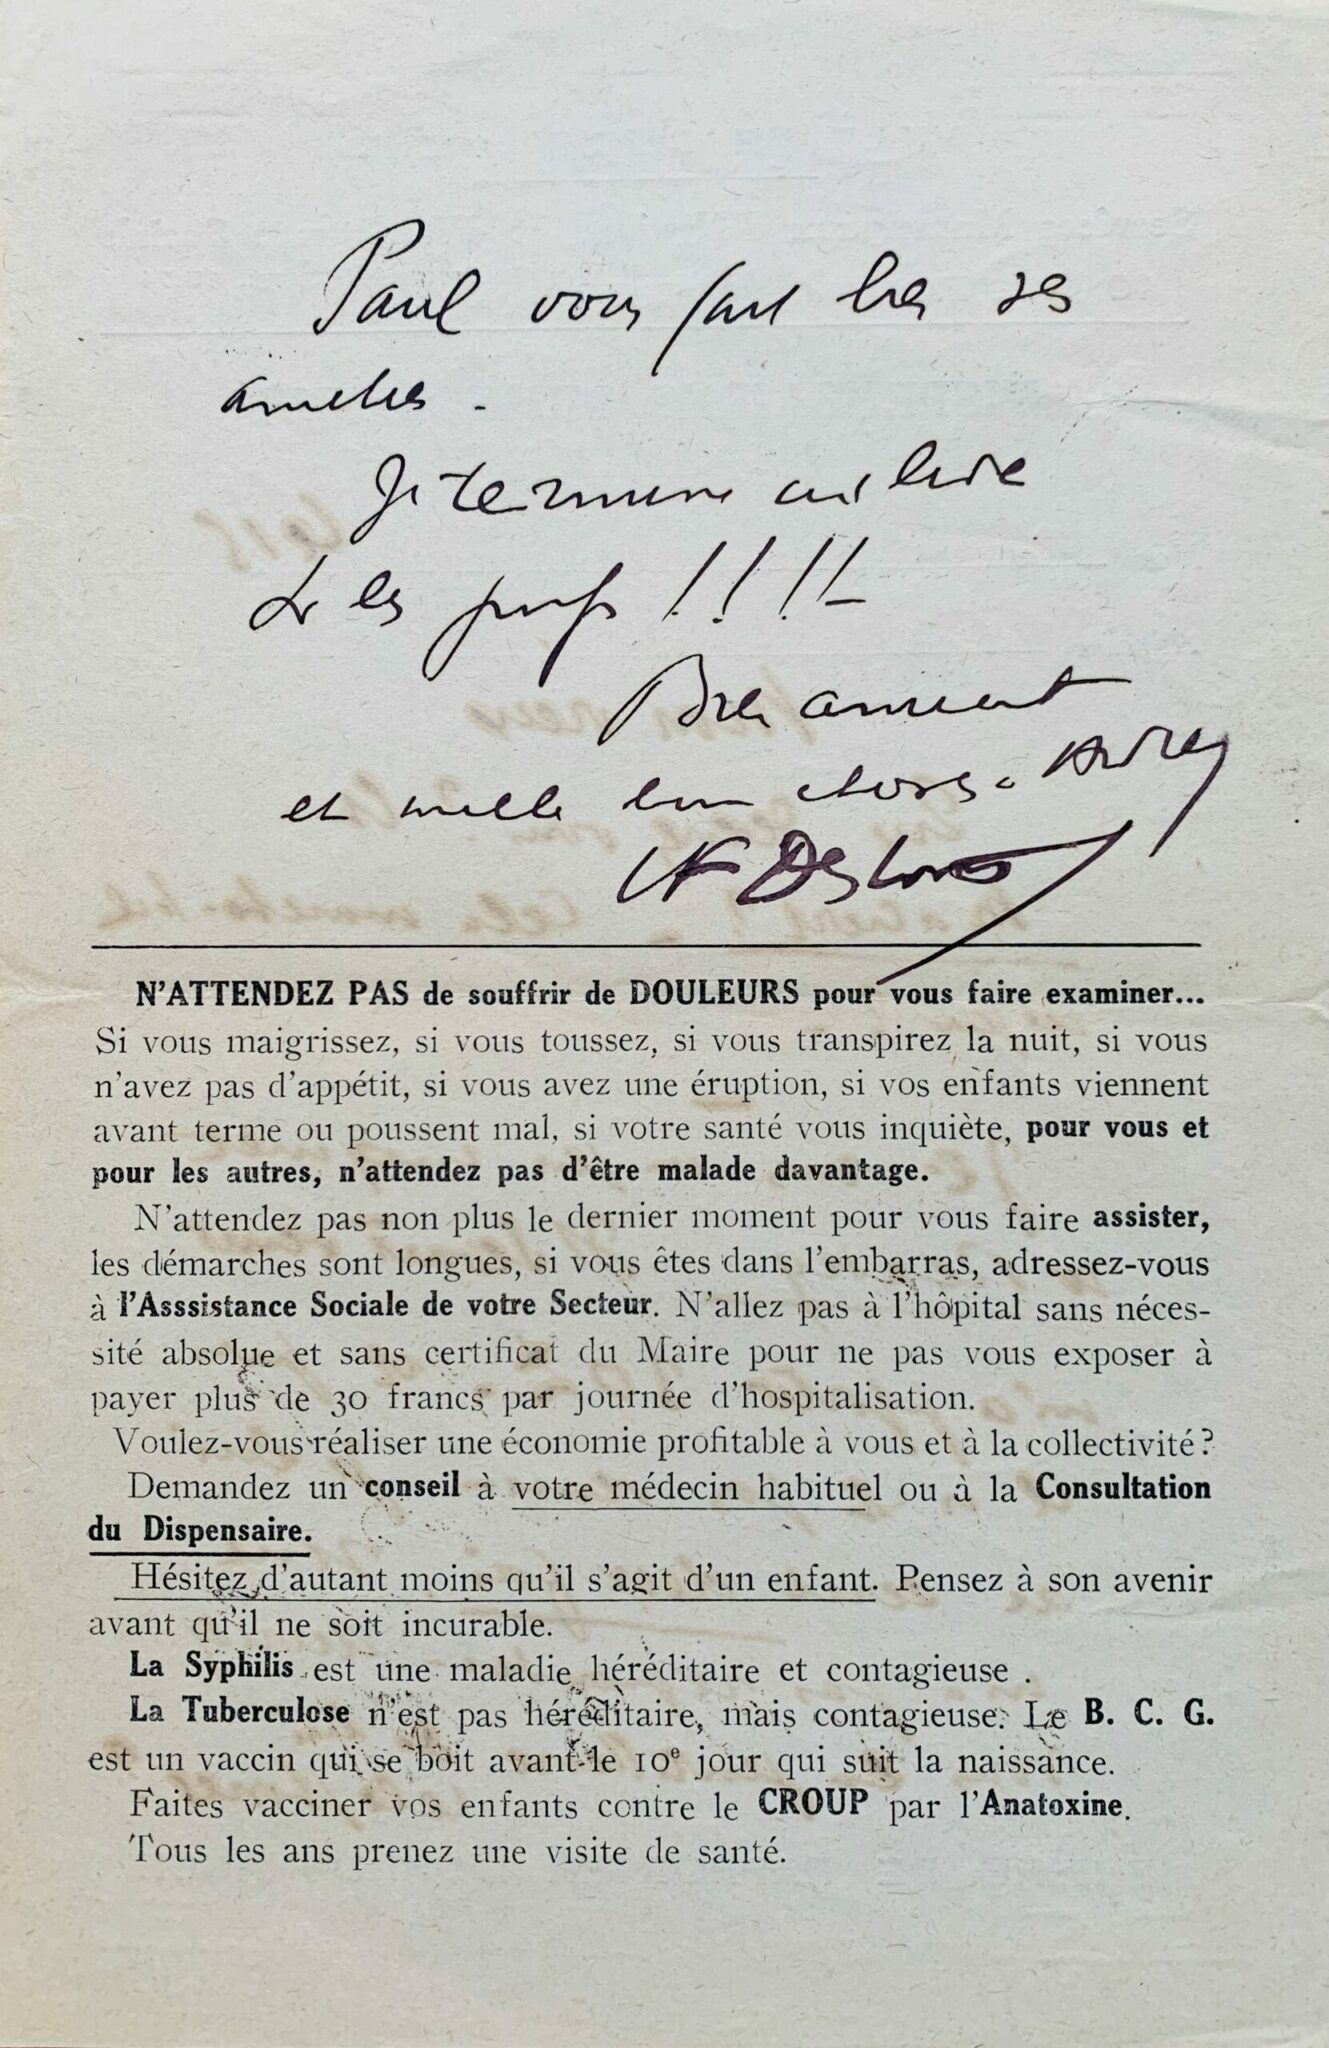 Paul vous fait tres ses
amities.
Je termine un livre
sur les juifs !!!!
Bien amicalement
et mille bonnes choses.
LF Destouches
N'ATTENDEZ PAS de souffrir de DOULEURS pour vous faire examiner...
Si vous maigrissez, si vous toussez, si vous transpirez la nuit, si vous
n'avez pas d'appétit, si vous avez une éruption, si vos enfants viennent
avant terme ou poussent mal, si votre santé vous inquiète, pour vous et
pour les autres, n'attendez pas d'être malade davantage.
N'attendez pas non plus le dernier moment pour vous faire assister,
les démarches sont longues, si vous êtes dans l'embarras, adressez-vous
à l'Asssistance Sociale de votre Secteur. N'allez pas à l'hôpital sans néces-
sité absolue et sans certificat du Maire pour ne pas vous exposer à
payer plus de 30 francs par journée d'hospitalisation.
Voulez-vous réaliser une économie profitable à vous et à la collectivité ?
Demandez un conseil à votre médecin habituel ou à la Consultation
du Dispensaire.
Hésitez d'autant moins qu'il s'agit d'un enfant. Pensez à son avenir
avant qu'il ne soit incurable.
La Syphilis est une maladie héréditaire et contagieuse .
La Tuberculose n'est pas héréditaire, mais contagieuse. Le B. C. G.
est un vaccin qui se boit avant le 10e jour qui suit la naissance.
Faites vacciner vos enfants contre le CROUP par l'Anatoxine.
Tous les ans prenez une visite de santé.